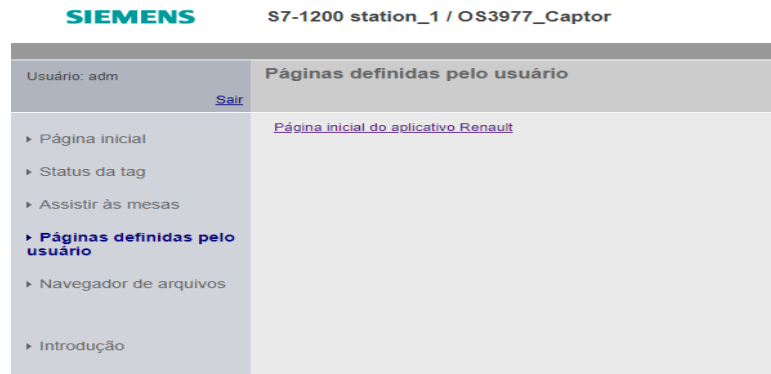 SIEMENS
S7-1200 station_1 / OS3977_Captor
Usuário: adm
Sair
Páginas definidas pelo usuário
Página inicial do aplicativo Renault
Página inicial
Status da tag
Assistir às mesas
Páginas definidas pelo
usuário
Navegador de arquivos
Introdução